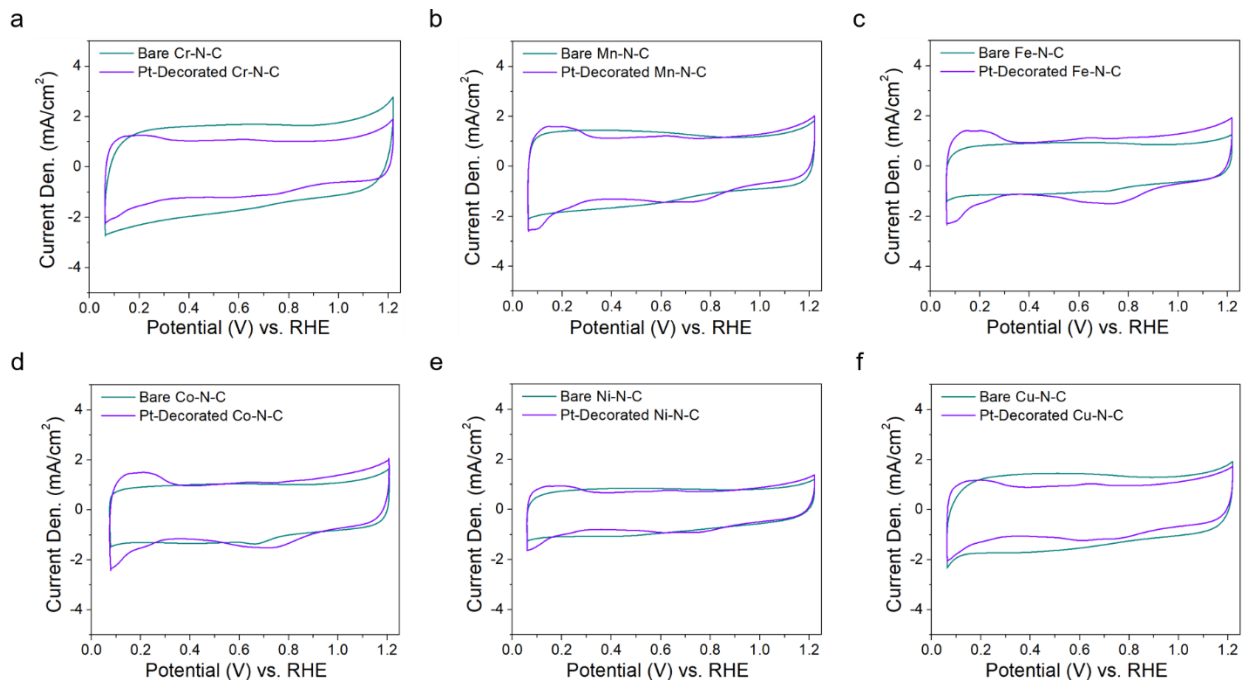 a
Bare Cr-N-C
Pt-Decorated Cr-N-C
Current Den. (mA/cm²)
4
2
0
-2
-4
0.0 0.2 0.4 0.6 0.8 1.0 1.2
Potential (V) vs. RHE
b
Bare Mn-N-C
Pt-Decorated Mn-N-C
Current Den. (mA/cm²)
4
2
0
-2
-4
0.0 0.2 0.4 0.6 0.8 1.0 1.2
Potential (V) vs. RHE
c
Bare Fe-N-C
Pt-Decorated Fe-N-C
Current Den. (mA/cm²)
4
2
0
-2
-4
0.0 0.2 0.4 0.6 0.8 1.0 1.2
Potential (V) vs. RHE
d
Bare Co-N-C
Pt-Decorated Co-N-C
Current Den. (mA/cm²)
4
2
0
-2
-4
0.0 0.2 0.4 0.6 0.8 1.0 1.2
Potential (V) vs. RHE
e
Bare Ni-N-C
Pt-Decorated Ni-N-C
Current Den. (mA/cm²)
4
2
0
-2
-4
0.0 0.2 0.4 0.6 0.8 1.0 1.2
Potential (V) vs. RHE
f
Bare Cu-N-C
Pt-Decorated Cu-N-C
Current Den. (mA/cm²)
4
2
0
-2
-4
0.0 0.2 0.4 0.6 0.8 1.0 1.2
Potential (V) vs. RHE